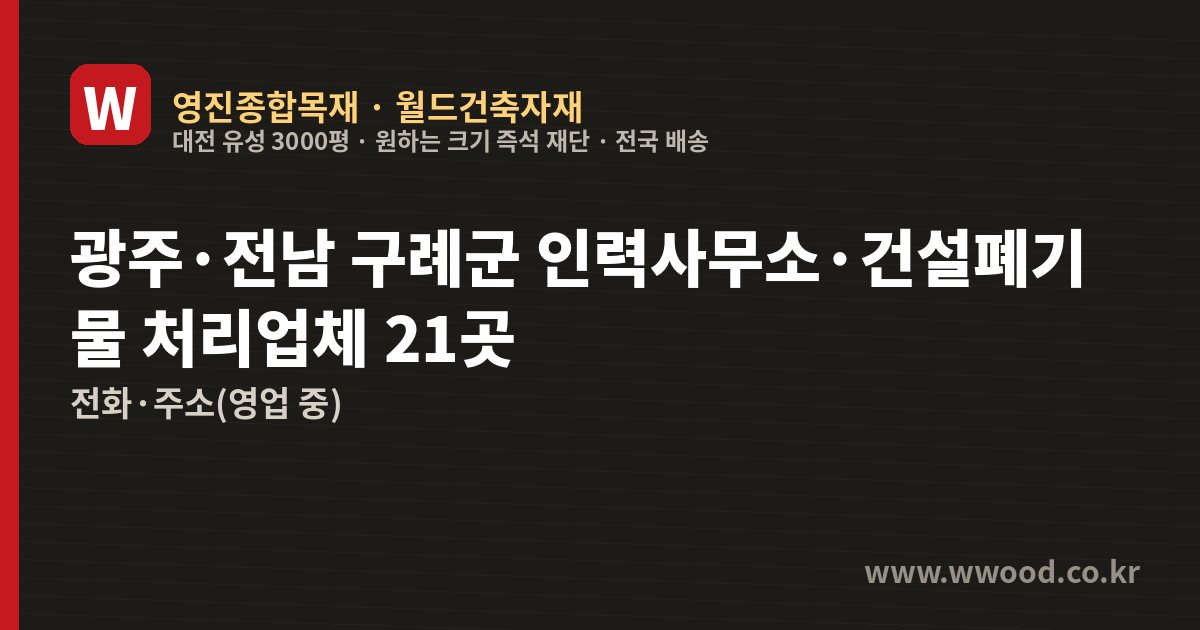 W
영진종합목재 · 월드건축자재
대전 유성 3000평 · 원하는 크기 즉석 재단 · 전국 배송
광주·전남 구례군 인력사무소·건설폐기
물 처리업체 21곳
전화·주소(영업 중)
www.wwood.co.kr